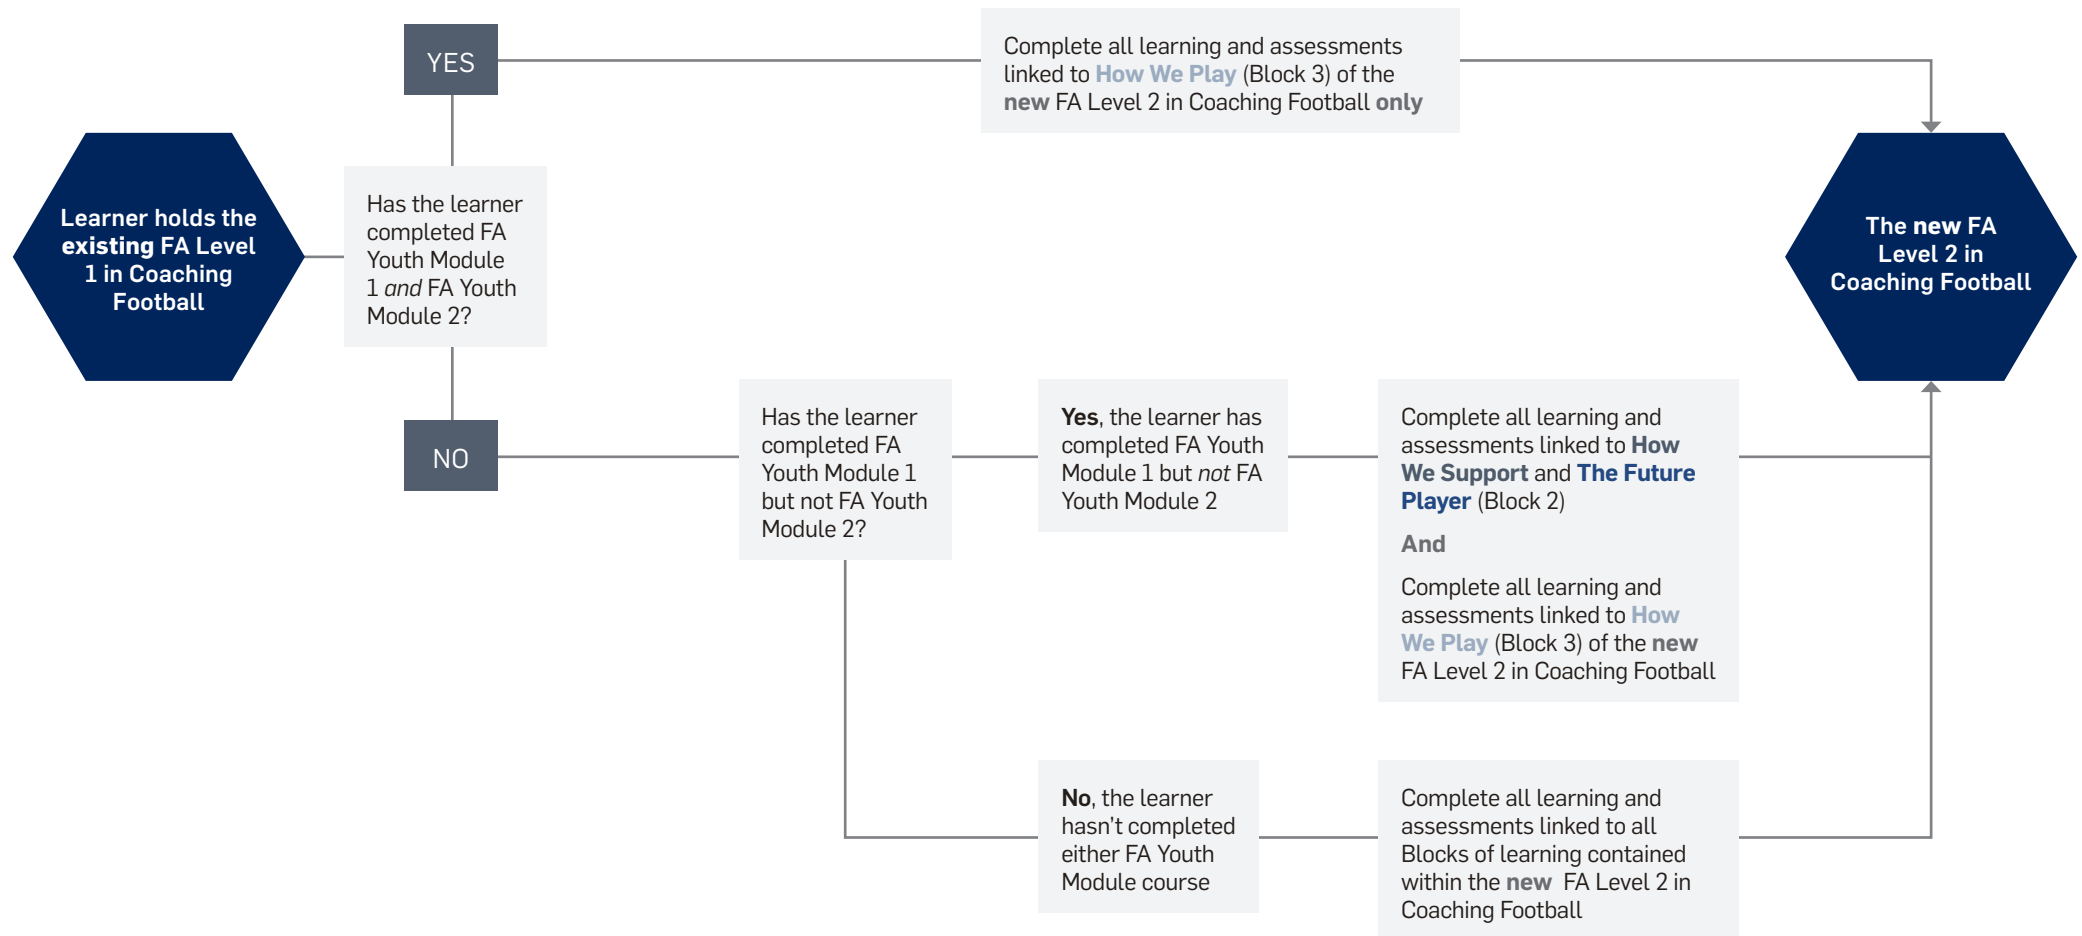 YES
Complete all learning and assessments
linked to How We Play (Block 3) of the
new FA Level 2 in Coaching Football only
Learner holds the
existing FA Level
1 in Coaching
Football
Has the learner
completed FA
Youth Module
1 and FA Youth
Module 2?
The new FA
Level 2 in
Coaching Football
NO
Has the learner
completed FA
Youth Module 1
but not FA Youth
Module 2?
Yes, the learner has
completed FA Youth
Module 1 but not FA
Youth Module 2
Complete all learning and
assessments linked to How
We Support and The Future
Player (Block 2)
And
Complete all learning and
assessments linked to How
We Play (Block 3) of the new
FA Level 2 in Coaching Football
No, the learner
hasn't completed
either FA Youth
Module course
Complete all learning and
assessments linked to all
Blocks of learning contained
within the new FA Level 2 in
Coaching Football